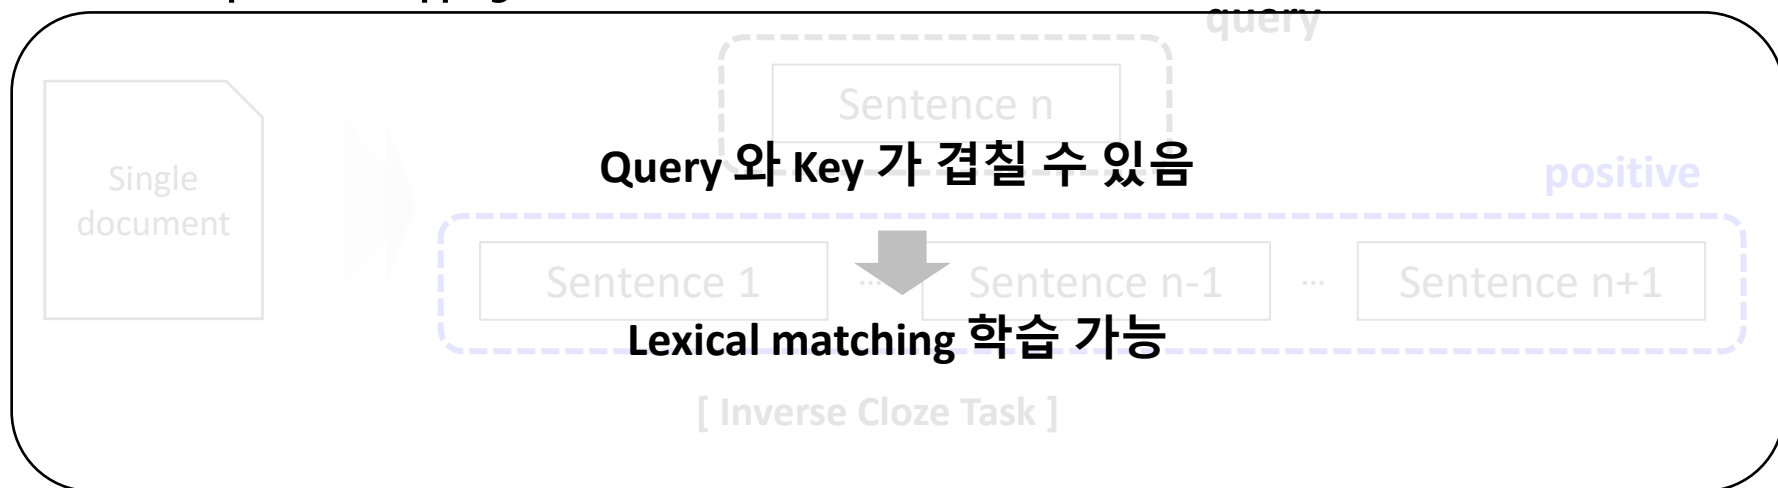 query
Sentence n
Single
document
Query 와 Key 가 겹칠 수 있음
positive
Sentence 1
...
Sentence n-1
...
Sentence n+1
Lexical matching 학습 가능
[ Inverse Cloze Task ]